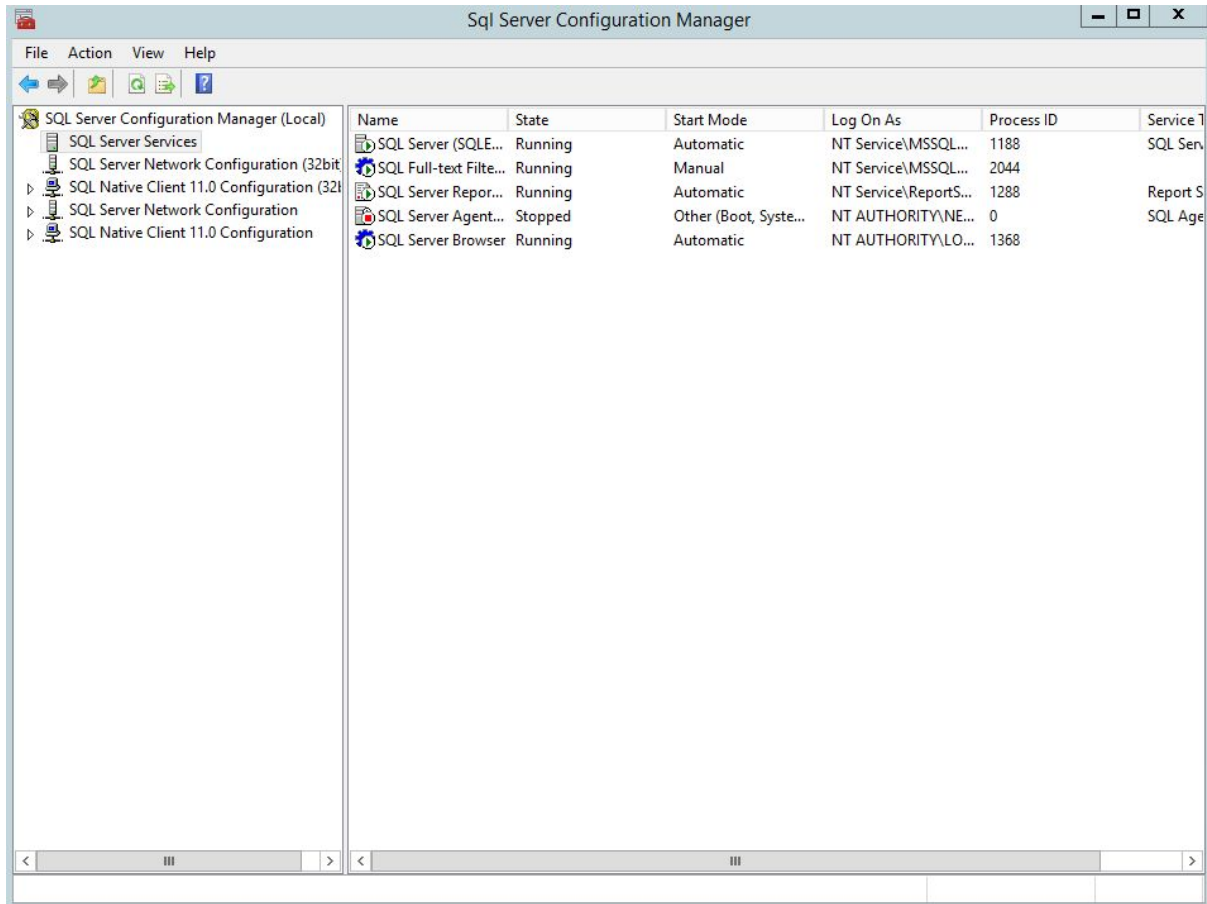 Sql Server Configuration Manager
File Action View Help
SQL Server Configuration Manager (Local)
SQL Server Services
SQL Server Network Configuration (32bit
SQL Native Client 11.0 Configuration (32b
SQL Server Network Configuration
SQL Native Client 11.0 Configuration
Name State Start Mode Log On As Process ID Service T
SQL Server (SQLE... Running Automatic NT Service\MSSQL... 1188 SQL Serv
SQL Full-text Filte... Running Manual NT Service\MSSQL... 2044
SQL Server Repor... Running Automatic NT Service\ReportS... 1288 Report S
SQL Server Agent... Stopped Other (Boot, Syste... NT AUTHORITY\NE... 0 SQL Age
SQL Server Browser Running Automatic NT AUTHORITY\LO... 1368